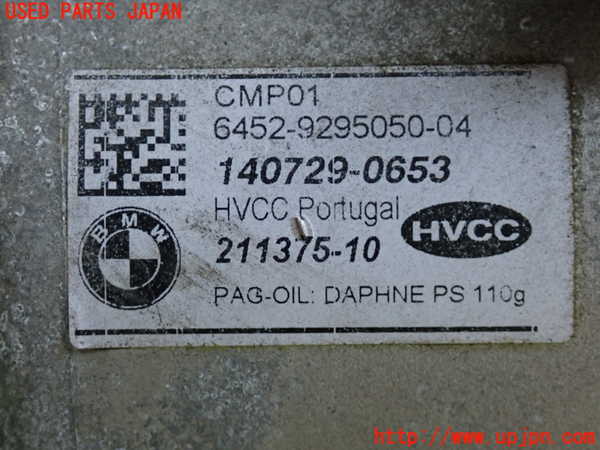 USED PARTS JAPAN
CMP01
6452-9295050-04
140729-0653
HVCC Portugal
211375-10
HVCC
BMW
PAG-OIL: DAPHNE PS 110g
U-PARTS
http://www.upjpn.com/